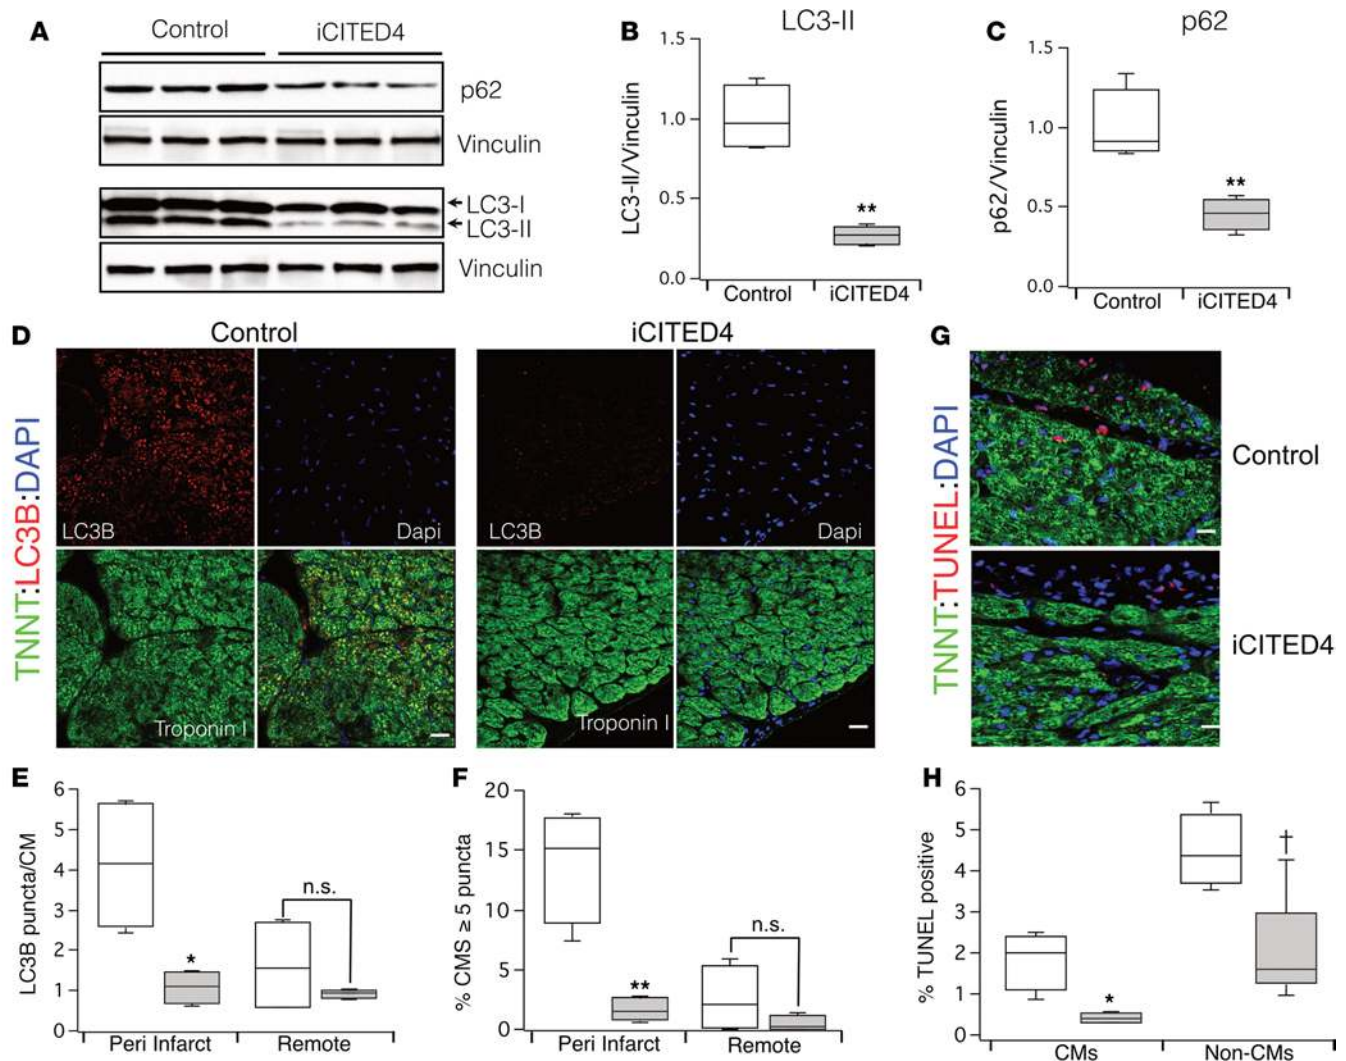 A
Control
iCITED4
p62
Vinculin
LC3-I
LC3-II
Vinculin
B
LC3-II
LC3-II/Vinculin
1.5
1.0
0.5
0.0
**
Control
iCITED4
C
p62
p62/Vinculin
1.5
1.0
0.5
0.0
**
Control
iCITED4
D
Control
iCITED4
TNNT:LC3B:DAPI
LC3B
Dapi
LC3B
Dapi
Troponin I
Troponin I
G
TNNT:TUNEL:DAPI
Control
iCITED4
E
LC3B puncta/CM
6
5
4
3
2
1
0
*
n.s.
Peri Infarct
Remote
F
% CMS ≥ 5 puncta
20
15
10
5
0
**
n.s.
Peri Infarct
Remote
H
% TUNEL positive
6
5
4
3
2
1
0
*
†
CMs
Non-CMs